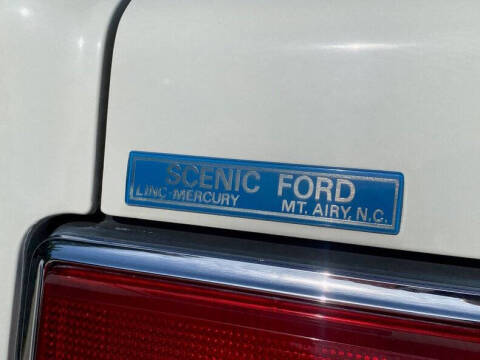 SCENIC FORD
LINC-MERCURY MT. AIRY, N.C.